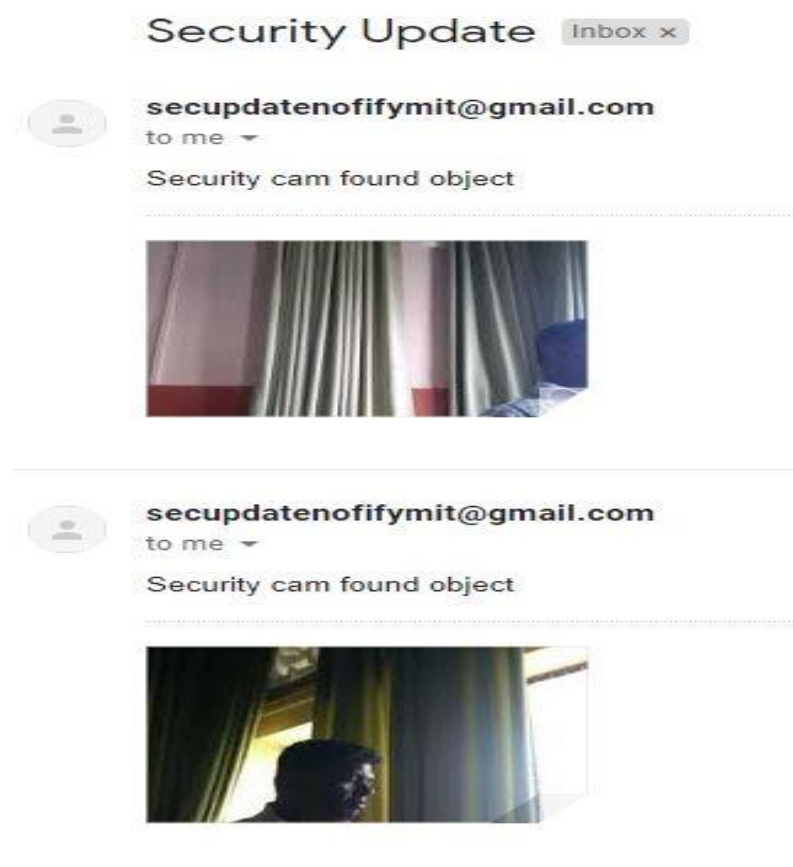 Security Update Inbox ×
secupdatenofifymit@gmail.com
to me
Security cam found object
secupdatenofifymit@gmail.com
to me
Security cam found object